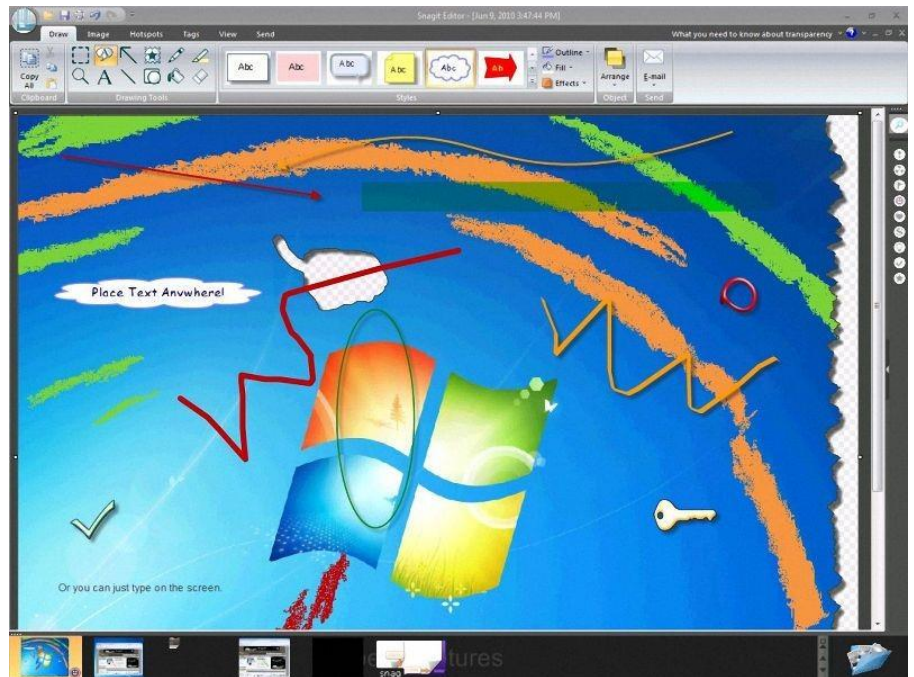 Snagit Editor - [Jun 9, 2010 3:47:44 PM]
Draw Image Hotspots Tags View Send
What you need to know about transparency
Copy All
Abc Abc Abc Abc Abc Ab
Outline
Fill
Effects
Arrange
E-mail
Clipboard Drawing Tools Styles Object Send
Place Text Anywhere!
Or you can just type on the screen.
snag
tures